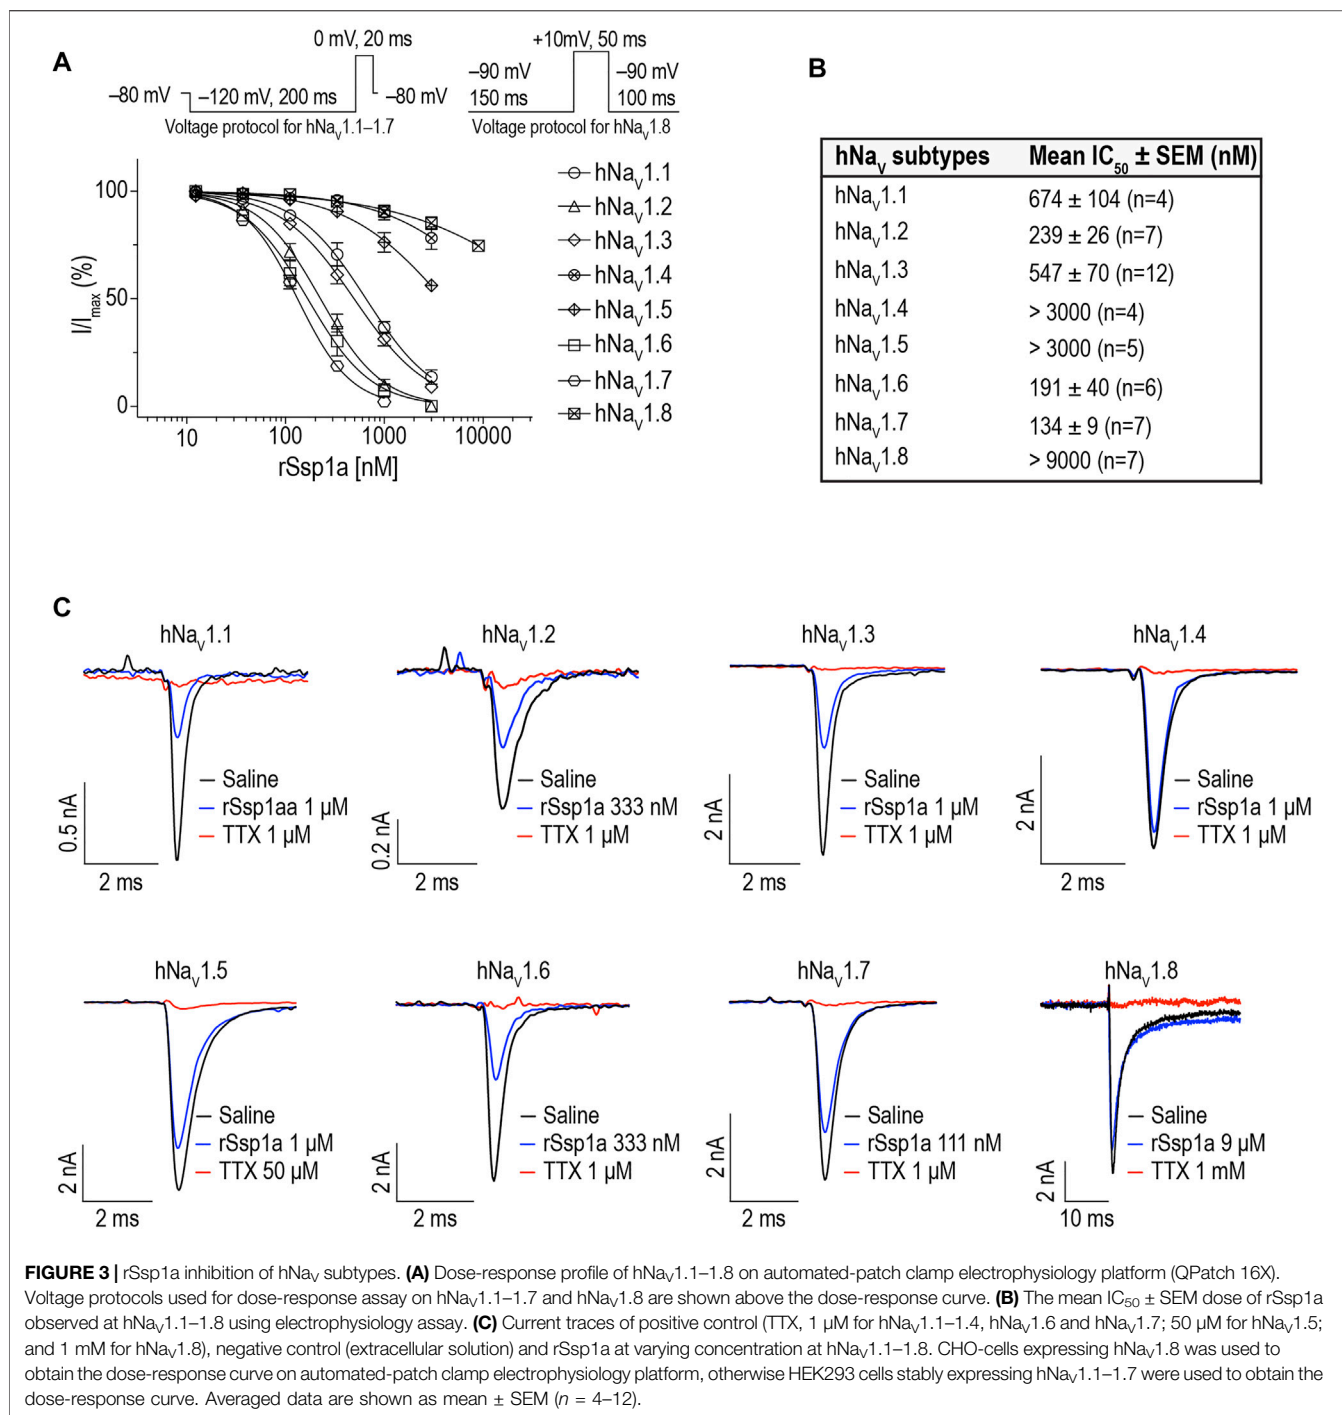 A
0 mV, 20 ms
–80 mV
–120 mV, 200 ms
–80 mV
Voltage protocol for hNaV1.1–1.7
+10mV, 50 ms
–90 mV
150 ms
–90 mV
100 ms
Voltage protocol for hNaV1.8
100
50
0
I/Imax (%)
10
100
1000
10000
rSsp1a [nM]
hNaV1.1
hNaV1.2
hNaV1.3
hNaV1.4
hNaV1.5
hNaV1.6
hNaV1.7
hNaV1.8
B
hNaV subtypes Mean IC50 ± SEM (nM)
hNaV1.1 674 ± 104 (n=4)
hNaV1.2 239 ± 26 (n=7)
hNaV1.3 547 ± 70 (n=12)
hNaV1.4 > 3000 (n=4)
hNaV1.5 > 3000 (n=5)
hNaV1.6 191 ± 40 (n=6)
hNaV1.7 134 ± 9 (n=7)
hNaV1.8 > 9000 (n=7)
C
hNaV1.1
Saline
rSsp1aa 1 µM
TTX 1 µM
0.5 nA
2 ms
hNaV1.2
Saline
rSsp1a 333 nM
TTX 1 µM
0.2 nA
2 ms
hNaV1.3
Saline
rSsp1a 1 µM
TTX 1 µM
2 nA
2 ms
hNaV1.4
Saline
rSsp1a 1 µM
TTX 1 µM
2 nA
2 ms
hNaV1.5
Saline
rSsp1a 1 µM
TTX 50 µM
2 nA
2 ms
hNaV1.6
Saline
rSsp1a 333 nM
TTX 1 µM
2 nA
2 ms
hNaV1.7
Saline
rSsp1a 111 nM
TTX 1 µM
2 nA
2 ms
hNaV1.8
Saline
rSsp1a 9 µM
TTX 1 mM
2 nA
10 ms
FIGURE 3 | rSsp1a inhibition of hNaV subtypes. (A) Dose-response profile of hNaV1.1–1.8 on automated-patch clamp electrophysiology platform (QPatch 16X).
Voltage protocols used for dose-response assay on hNaV1.1–1.7 and hNaV1.8 are shown above the dose-response curve. (B) The mean IC50 ± SEM dose of rSsp1a
observed at hNaV1.1–1.8 using electrophysiology assay. (C) Current traces of positive control (TTX, 1 µM for hNaV1.1–1.4, hNaV1.6 and hNaV1.7; 50 µM for hNaV1.5;
and 1 mM for hNaV1.8), negative control (extracellular solution) and rSsp1a at varying concentration at hNaV1.1–1.8. CHO-cells expressing hNaV1.8 was used to
obtain the dose-response curve on automated-patch clamp electrophysiology platform, otherwise HEK293 cells stably expressing hNaV1.1–1.7 were used to obtain the
dose-response curve. Averaged data are shown as mean ± SEM (n = 4–12).